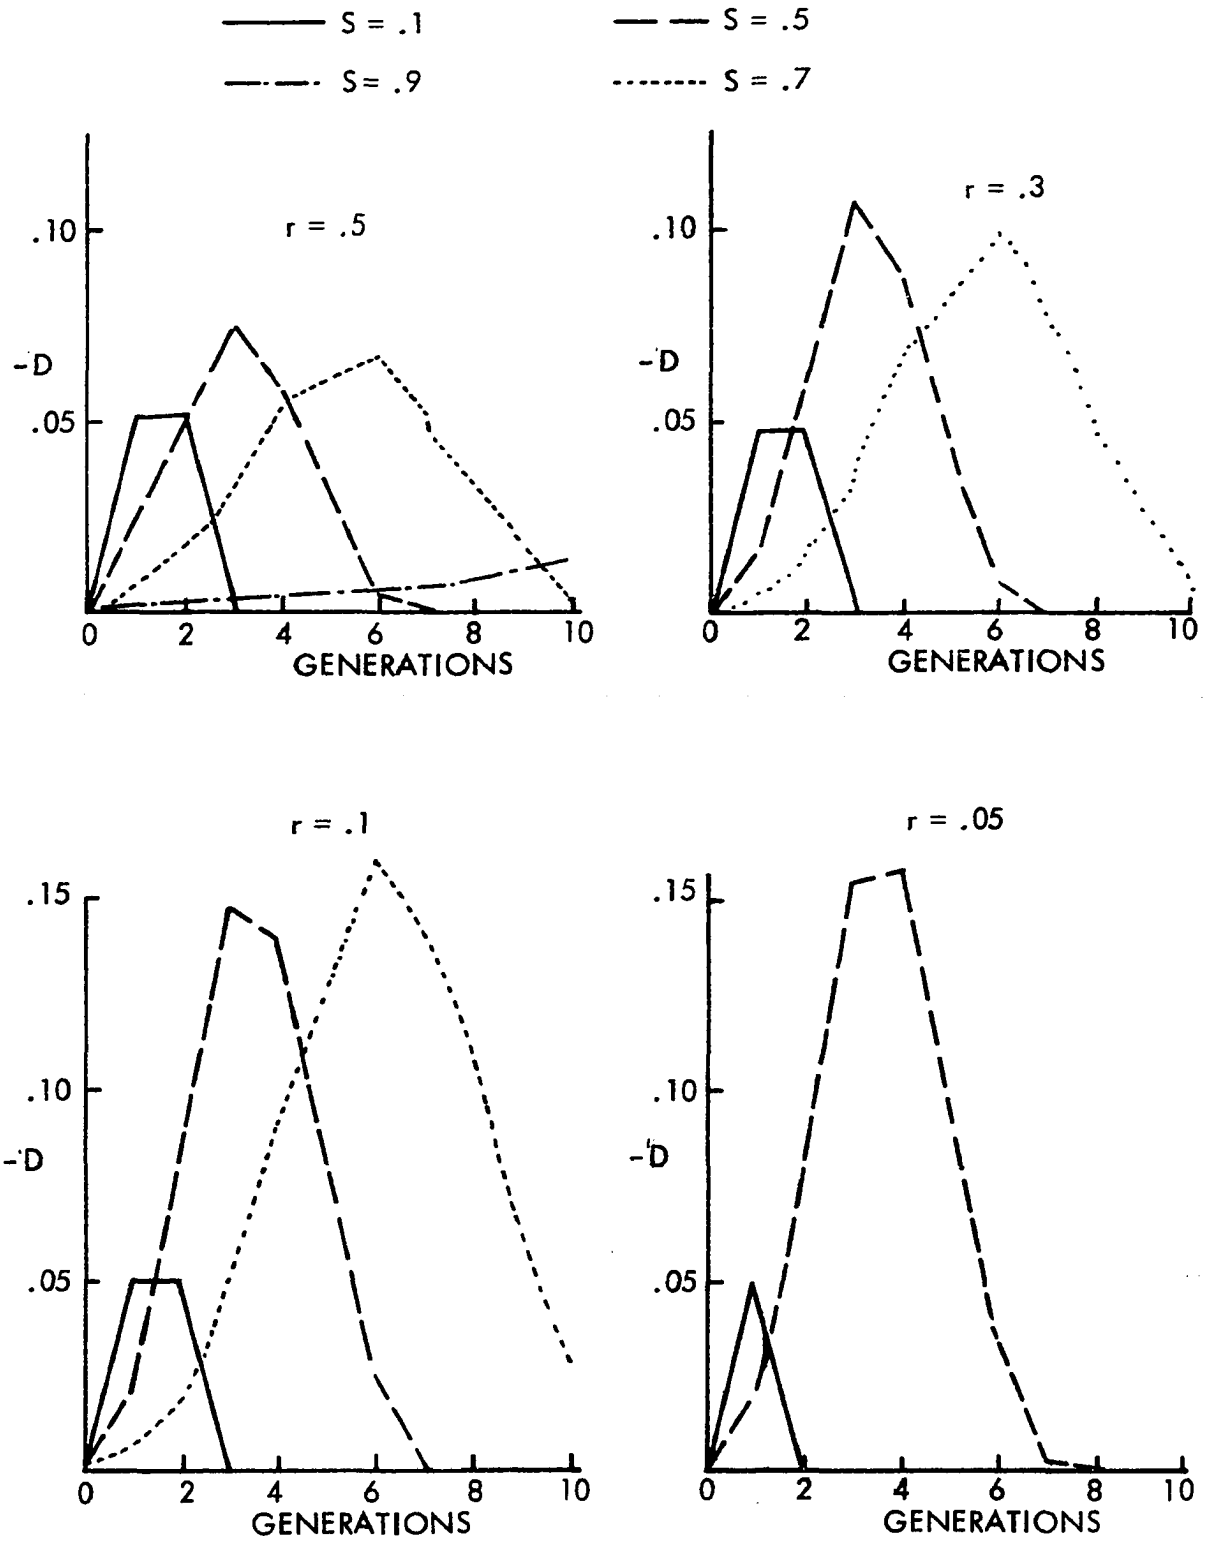 S = .1 S = .5
S = .9 S = .7
r = .5
r = .3
.10
.10
-D
-D
.05
.05
0 2 4 6 8 10
0 2 4 6 8 10
GENERATIONS
GENERATIONS
r = .1
r = .05
.15
.15
.10
.10
-D
-D
.05
.05
0 2 4 6 8 10
0 2 4 6 8 10
GENERATIONS
GENERATIONS